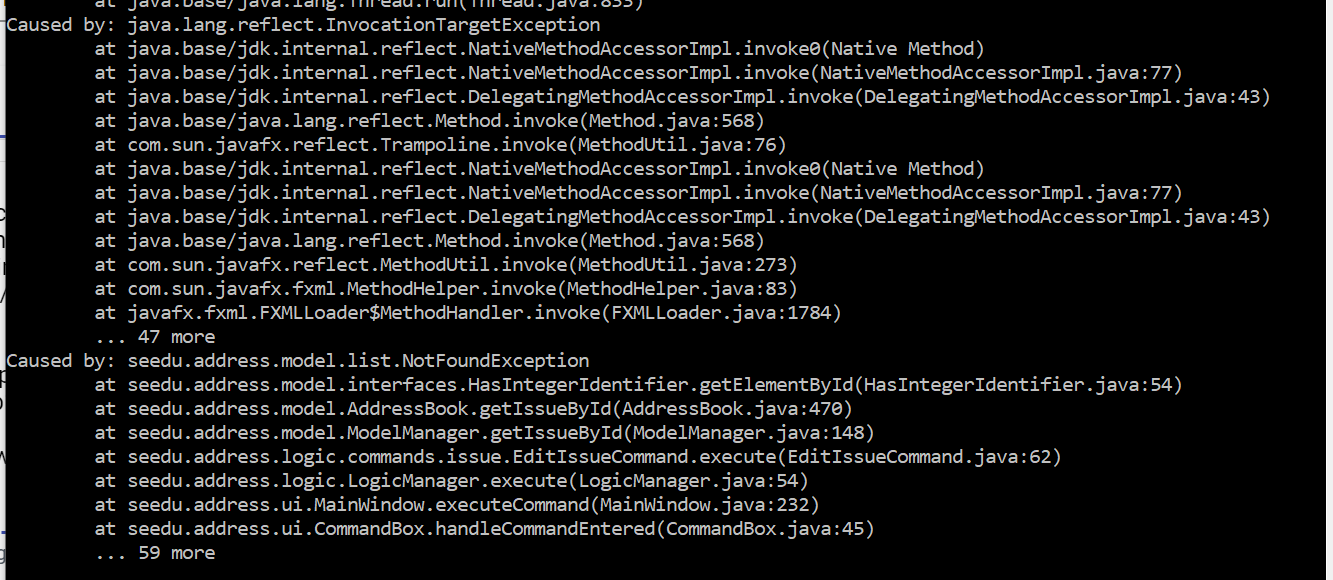 at java.base/java.lang.Thread.run(Thread.java:833)
Caused by: java.lang.reflect.InvocationTargetException
at java.base/jdk.internal.reflect.NativeMethodAccessorImpl.invoke0(Native Method)
at java.base/jdk.internal.reflect.NativeMethodAccessorImpl.invoke(NativeMethodAccessorImpl.java:77)
at java.base/jdk.internal.reflect.DelegatingMethodAccessorImpl.invoke(DelegatingMethodAccessorImpl.java:43)
at java.base/java.lang.reflect.Method.invoke(Method.java:568)
at com.sun.javafx.reflect.Trampoline.invoke(MethodUtil.java:76)
at java.base/jdk.internal.reflect.NativeMethodAccessorImpl.invoke0(Native Method)
at java.base/jdk.internal.reflect.NativeMethodAccessorImpl.invoke(NativeMethodAccessorImpl.java:77)
at java.base/jdk.internal.reflect.DelegatingMethodAccessorImpl.invoke(DelegatingMethodAccessorImpl.java:43)
at java.base/java.lang.reflect.Method.invoke(Method.java:568)
at com.sun.javafx.reflect.MethodUtil.invoke(MethodUtil.java:273)
at com.sun.javafx.fxml.MethodHelper.invoke(MethodHelper.java:83)
at javafx.fxml.FXMLLoader$MethodHandler.invoke(FXMLLoader.java:1784)
... 47 more
Caused by: seedu.address.model.list.NotFoundException
at seedu.address.model.interfaces.HasIntegerIdentifier.getElementById(HasIntegerIdentifier.java:54)
at seedu.address.model.AddressBook.getIssueById(AddressBook.java:470)
at seedu.address.model.ModelManager.getIssueById(ModelManager.java:148)
at seedu.address.logic.commands.issue.EditIssueCommand.execute(EditIssueCommand.java:62)
at seedu.address.logic.LogicManager.execute(LogicManager.java:54)
at seedu.address.ui.MainWindow.executeCommand(MainWindow.java:232)
at seedu.address.ui.CommandBox.handleCommandEntered(CommandBox.java:45)
... 59 more